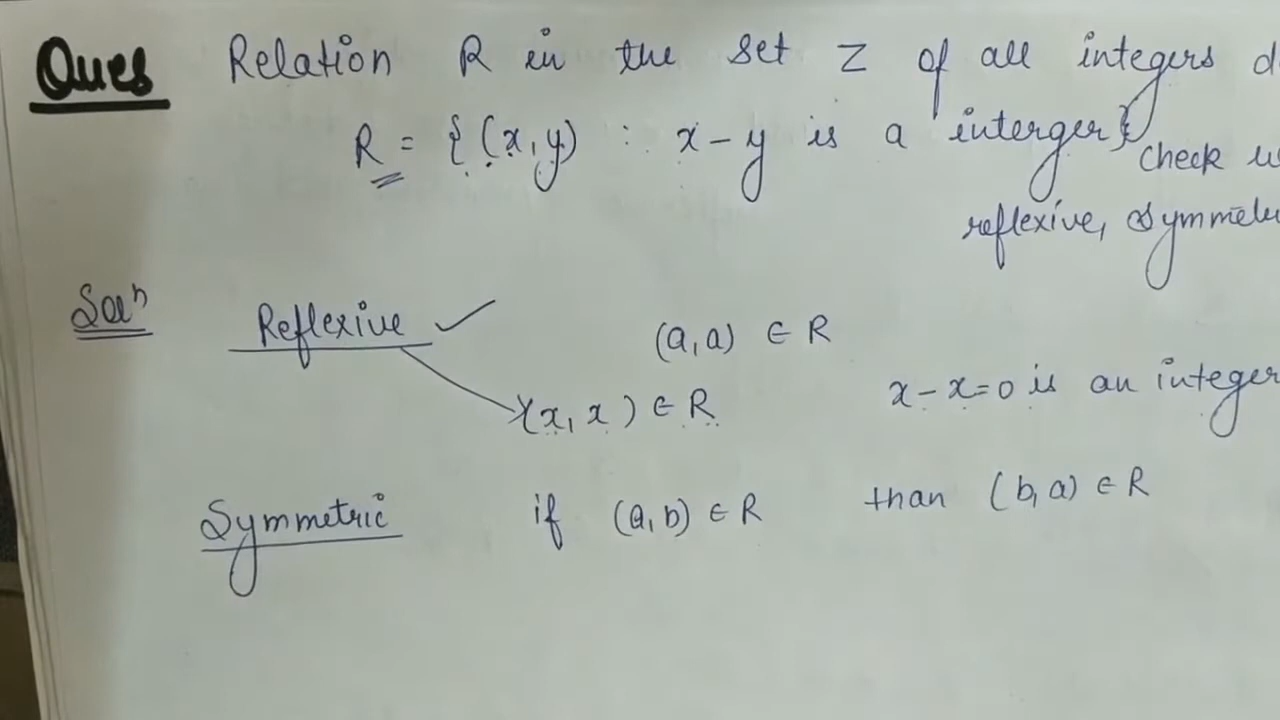 Ques Relation R in the set Z of all integers d
R = {(x,y) : x-y is a interger}
Check w
reflexive, Symmetr
Solⁿ Reflexive ✓ (a,a) ∈ R
(x,x) ∈ R x-x=0 is an integer
Symmetric if (a,b) ∈ R than (b,a) ∈ R